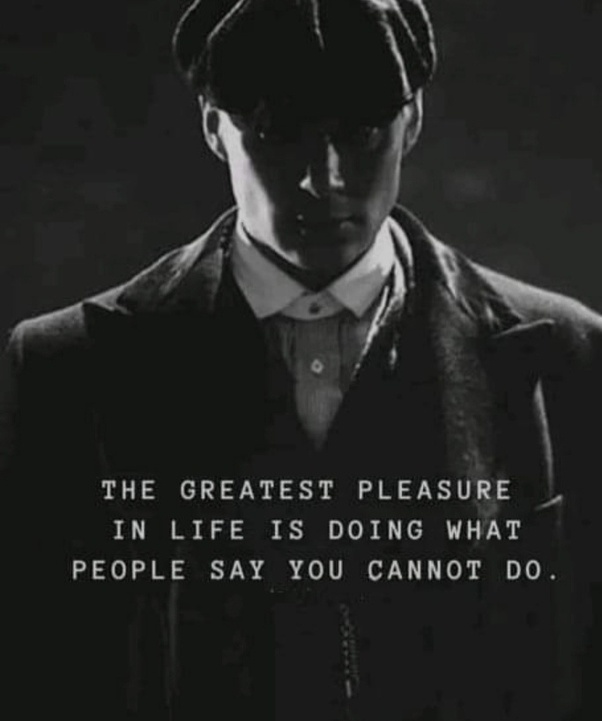 THE GREATEST PLEASURE
IN LIFE IS DOING WHAT
PEOPLE SAY YOU CANNOT DO.